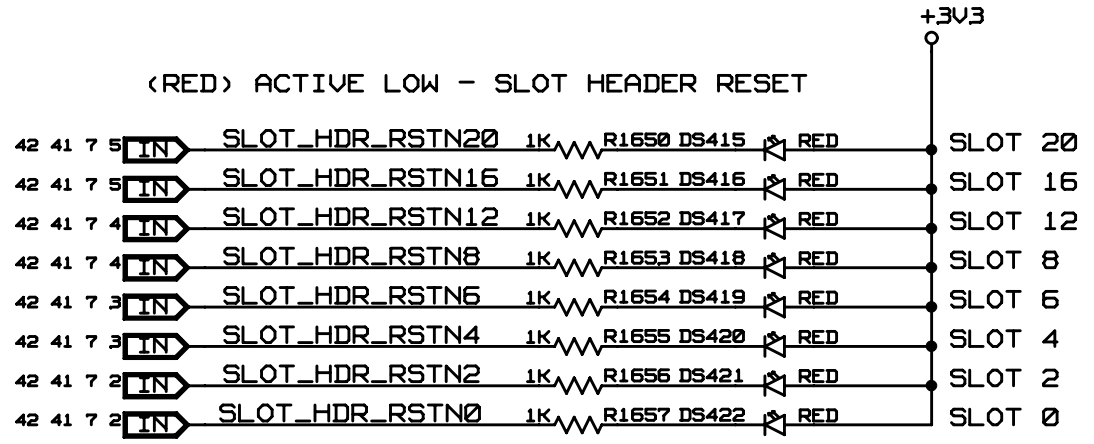 +3V3
(RED) ACTIVE LOW - SLOT HEADER RESET
42 41 7 5 IN SLOT_HDR_RSTN20 1K R1650 DS415 RED SLOT 20
42 41 7 5 IN SLOT_HDR_RSTN16 1K R1651 DS416 RED SLOT 16
42 41 7 4 IN SLOT_HDR_RSTN12 1K R1652 DS417 RED SLOT 12
42 41 7 4 IN SLOT_HDR_RSTN8 1K R1653 DS418 RED SLOT 8
42 41 7 3 IN SLOT_HDR_RSTN6 1K R1654 DS419 RED SLOT 6
42 41 7 3 IN SLOT_HDR_RSTN4 1K R1655 DS420 RED SLOT 4
42 41 7 2 IN SLOT_HDR_RSTN2 1K R1656 DS421 RED SLOT 2
42 41 7 2 IN SLOT_HDR_RSTN0 1K R1657 DS422 RED SLOT 0